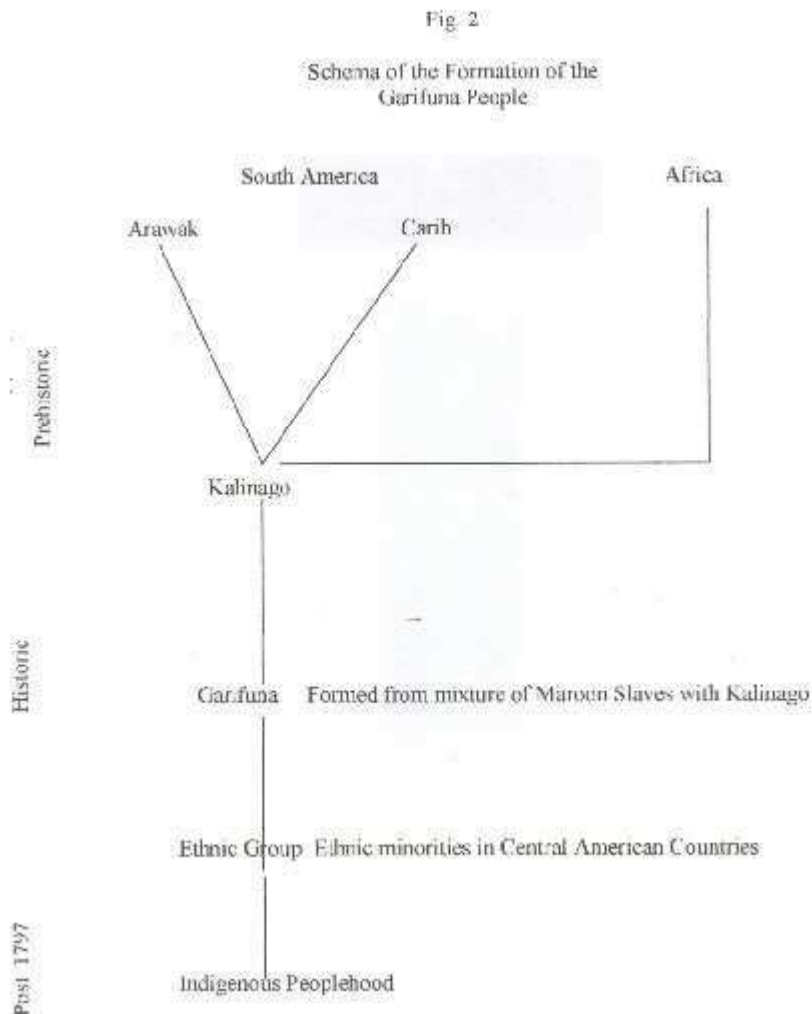 Fig. 2
Schema of the Formation of the
Garifuna People
South America
Africa
Arawak
Carib
Prehistoric
Kalinago
Historic
Garifuna Formed from mixture of Maroon Slaves with Kalinago
Ethnic Group Ethnic minorities in Central American Countries
Post 1797
Indigenous Peoplehood